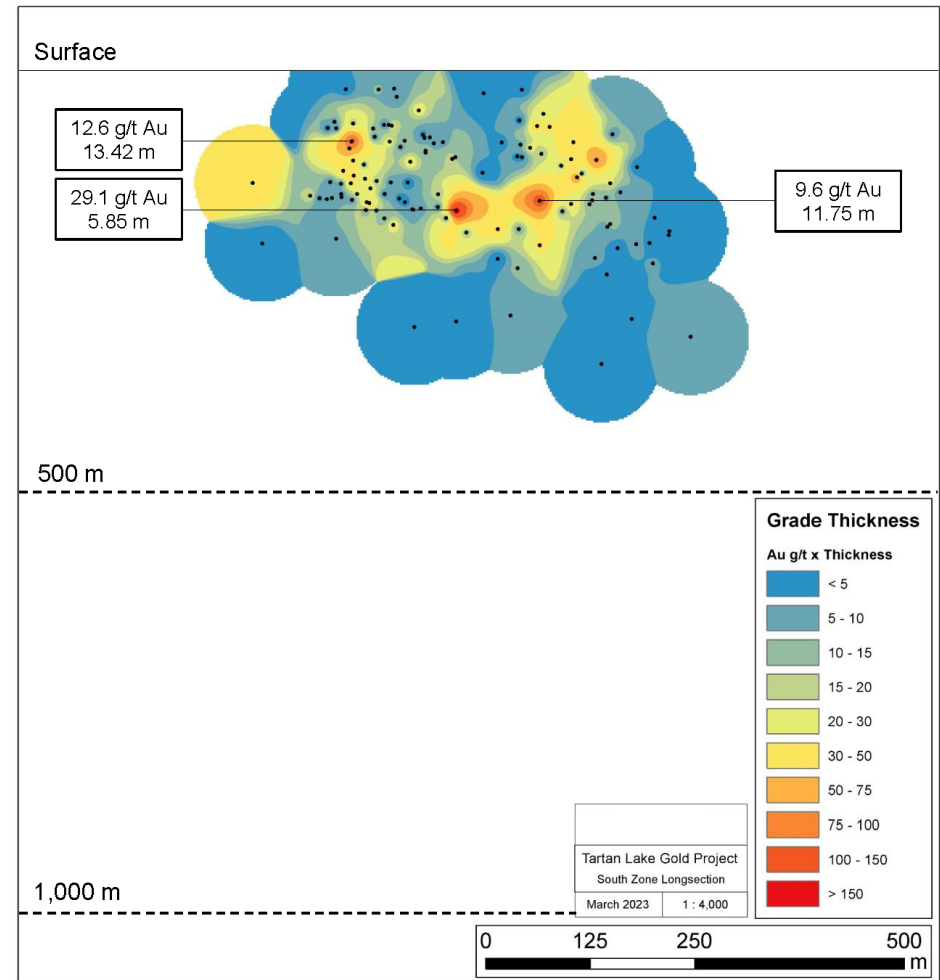 Surface
12.6 g/t Au
13.42 m
29.1 g/t Au
5.85 m
9.6 g/t Au
11.75 m
500 m
Grade Thickness
Au g/t x Thickness
< 5
5 - 10
10 - 15
15 - 20
20 - 30
30 - 50
50 - 75
75 - 100
100 - 150
> 150
Tartan Lake Gold Project
South Zone Longsection
March 2023
1 : 4,000
1,000 m
0 125 250 500
m